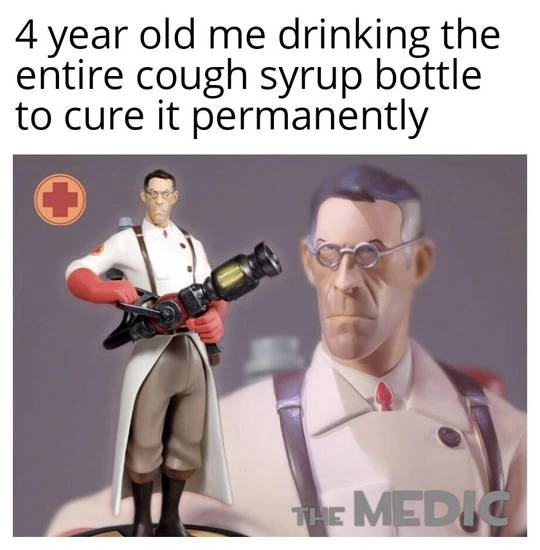 4 year old me drinking the
entire cough syrup bottle
to cure it permanently
THE MEDIC